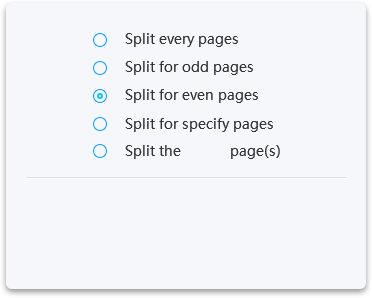 Split every pages
Split for odd pages
Split for even pages
Split for specify pages
Split the page(s)